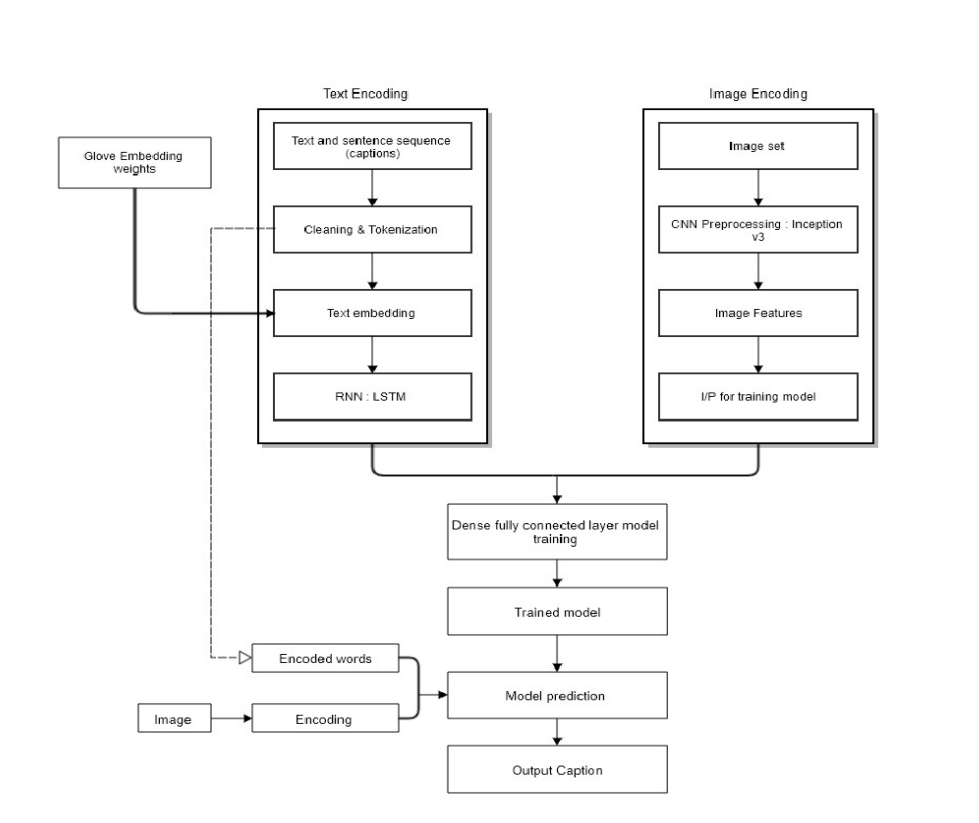 Text Encoding
Image Encoding
Glove Embedding
weights
Text and sentence sequence
(captions)
Cleaning & Tokenization
Text embedding
RNN : LSTM
Image set
CNN Preprocessing : Inception
v3
Image Features
I/P for training model
Dense fully connected layer model
training
Trained model
Encoded words
Image
Encoding
Model prediction
Output Caption